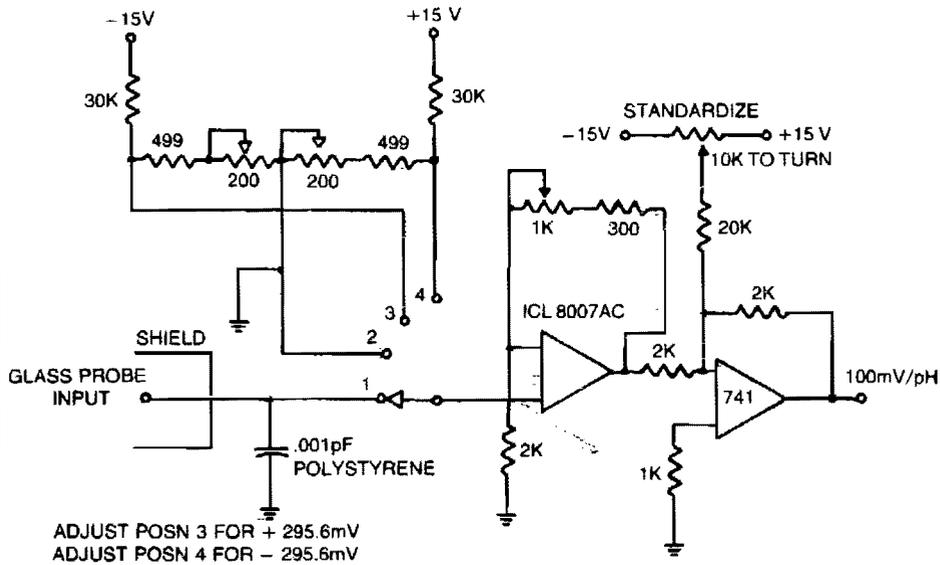 –15V
+15V
30K
30K
499
200
200
499
STANDARDIZE
–15V
+15 V
10K TO TURN
1K
300
20K
4
3
2
1
ICL 8007AC
2K
2K
SHIELD
GLASS PROBE
INPUT
741
100mV/pH
.001pF
POLYSTYRENE
2K
1K
ADJUST POSN 3 FOR + 295.6mV
ADJUST POSN 4 FOR – 295.6mV